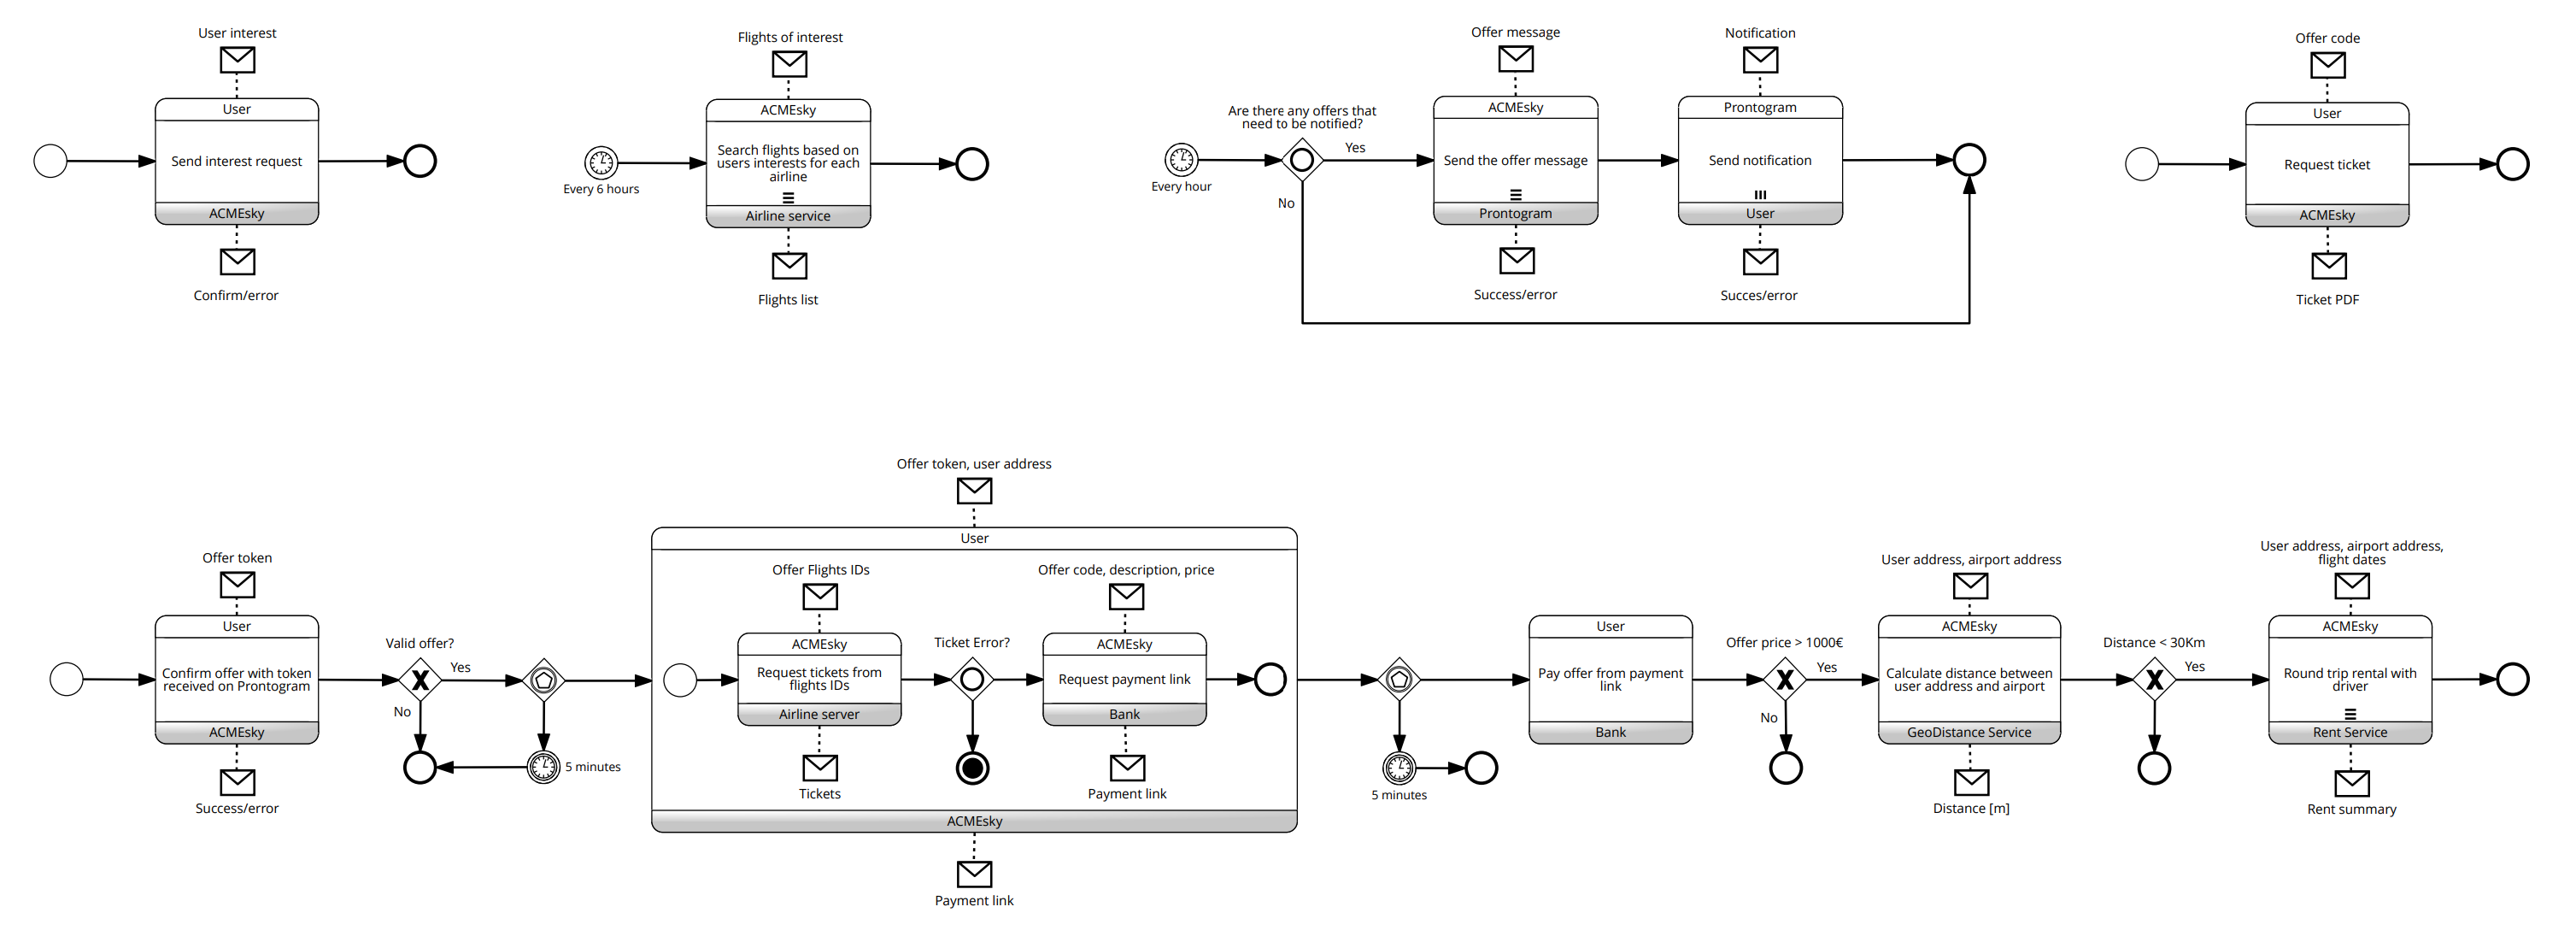 User interest
User
Send interest request
ACMEsky
Confirm/error
Every 6 hours
Flights of interest
ACMEsky
Search flights based on
users interests for each
airline
Airline service
Flights list
Every hour
Are there any offers that
need to be notified?
Yes
No
Offer message
ACMEsky
Send the offer message
Prontogram
Success/error
Notification
Prontogram
Send notification
User
Succes/error
Offer code
User
Request ticket
ACMEsky
Ticket PDF
Offer token
User
Confirm offer with token
received on Prontogram
ACMEsky
Success/error
Valid offer?
Yes
No
5 minutes
Offer token, user address
User
Offer Flights IDs
ACMEsky
Request tickets from
flights IDs
Airline server
Tickets
Ticket Error?
Offer code, description, price
ACMEsky
Request payment link
Bank
Payment link
ACMEsky
Payment link
5 minutes
User
Pay offer from payment
link
Bank
Offer price > 1000€
Yes
No
User address, airport address
ACMEsky
Calculate distance between
user address and airport
GeoDistance Service
Distance [m]
Distance < 30Km
Yes
User address, airport address,
flight dates
ACMEsky
Round trip rental with
driver
Rent Service
Rent summary